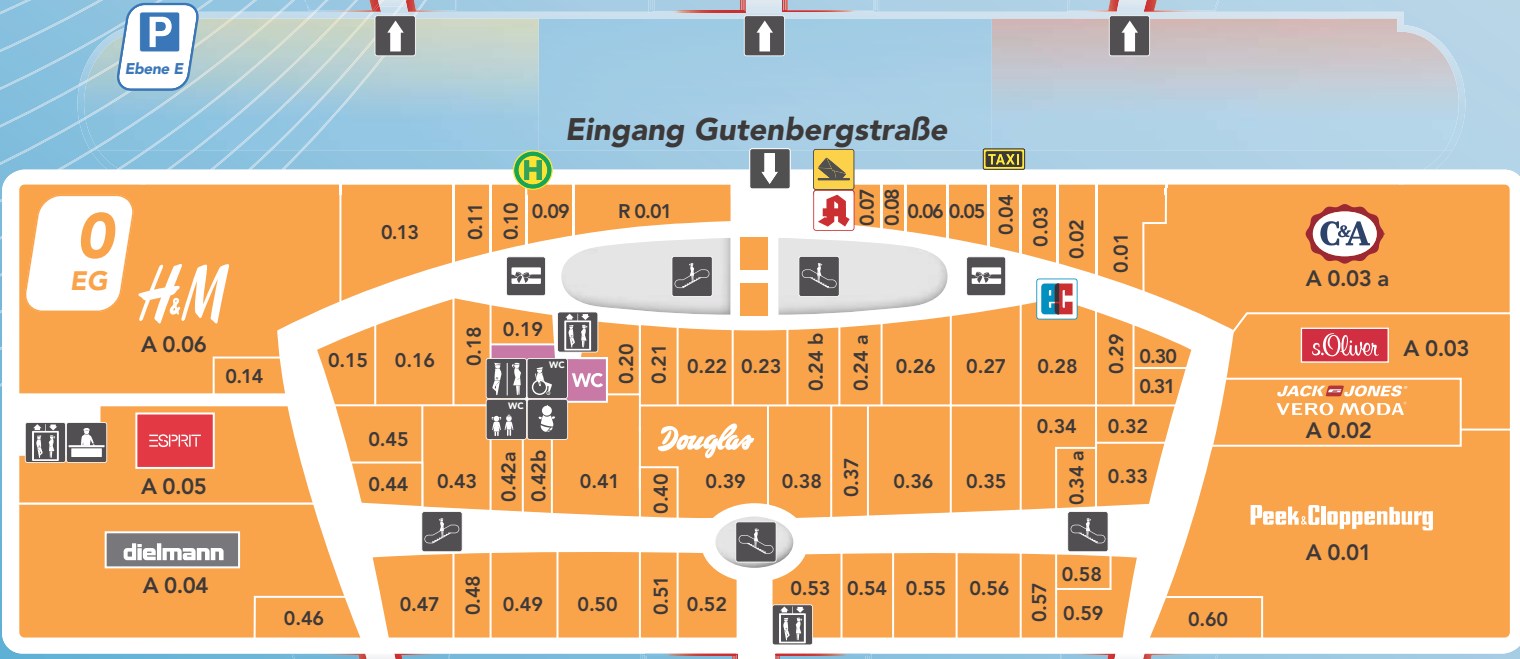 P
Ebene E
Eingang Gutenbergstraße
H
TAXI
A
0
EG
H&M
A 0.06
0.13
0.11
0.10
0.09
R 0.01
0.07
0.08
0.06
0.05
0.04
0.03
0.02
0.01
C&A
A 0.03 a
ec
s.Oliver
A 0.03
JACK JONES
VERO MODA
A 0.02
0.14
0.15
0.16
0.18
0.19
WC
WC
WC
0.20
0.21
0.22
0.23
0.24 b
0.24 a
0.26
0.27
0.28
0.29
0.30
0.31
ESPRIT
A 0.05
0.45
0.44
0.43
0.42a
0.42b
0.41
Douglas
0.40
0.39
0.38
0.37
0.36
0.35
0.34
0.34 a
0.32
0.33
Peek&Cloppenburg
A 0.01
dielmann
A 0.04
0.46
0.47
0.48
0.49
0.50
0.51
0.52
0.53
0.54
0.55
0.56
0.57
0.58
0.59
0.60